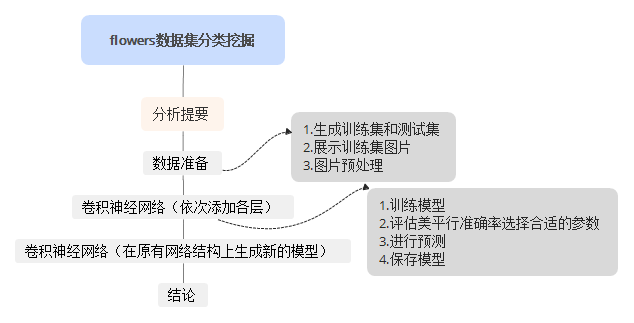 flowers数据集分类挖掘
分析提要
数据准备
1.生成训练集和测试集
2.展示训练集图片
3.图片预处理
卷积神经网络（依次添加各层）
1.训练模型
2.评估美平行准确率选择合适的参数
3.进行预测
4.保存模型
卷积神经网络（在原有网络结构上生成新的模型）
结论